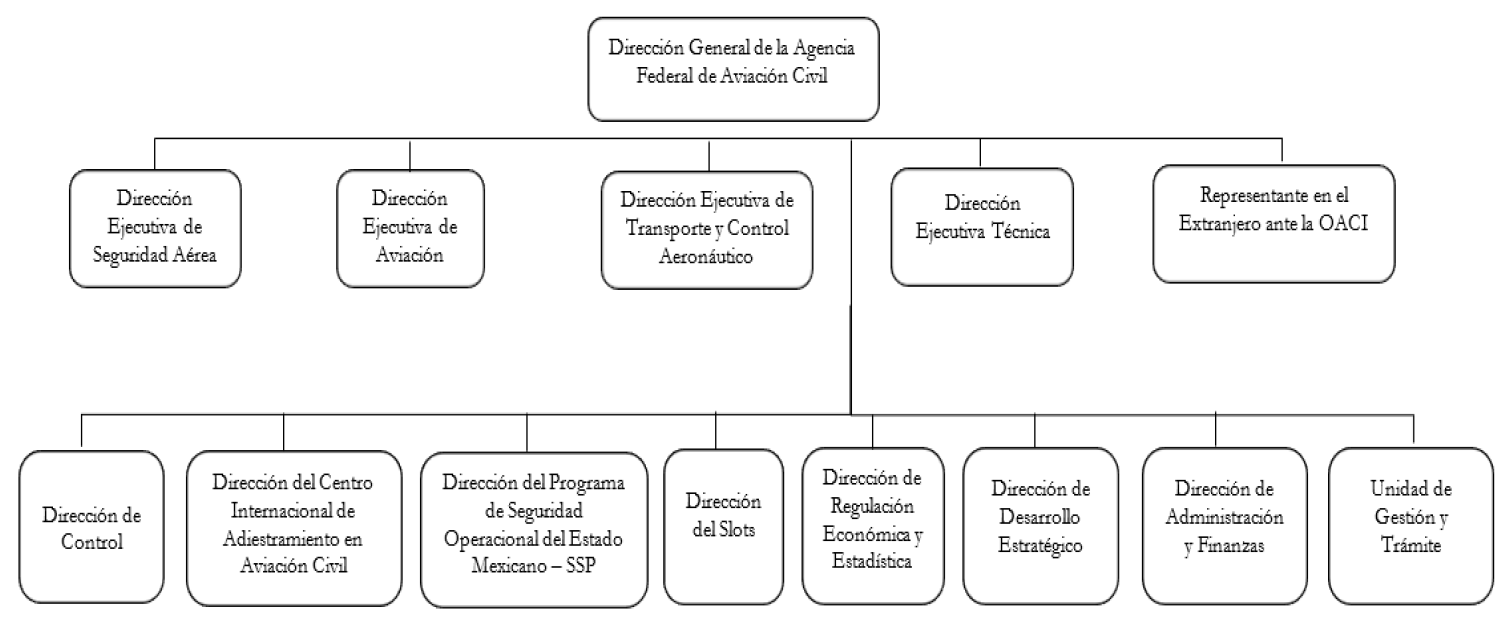 Dirección General de la Agencia
Federal de Aviación Civil
Dirección
Ejecutiva de
Seguridad Aérea
Dirección
Ejecutiva de
Aviación
Dirección Ejecutiva de
Transporte y Control
Aeronáutico
Dirección
Ejecutiva Técnica
Representante en el
Extranjero ante la OACI
Dirección de
Control
Dirección del Centro
Internacional de
Adiestramiento en
Aviación Civil
Dirección del Programa
de Seguridad
Operacional del Estado
Mexicano – SSP
Dirección
del Slots
Dirección de
Regulación
Económica y
Estadística
Dirección de
Desarrollo
Estratégico
Dirección de
Administración
y Finanzas
Unidad de
Gestión y
Trámite